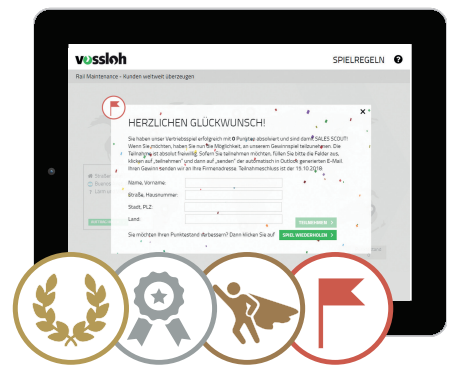 vossloh
SPIELREGELN ?
Rail Maintenance - Kunden weltweit überzeugen
HERZLICHEN GLÜCKWUNSCH!
Sie haben unser Vertriebsspiel erfolgreich mit 0 Punkten absolviert und sind damit SALES SCOUT!
Wenn Sie möchten, haben Sie nun die Möglichkeit, an unserem Gewinnspiel teilzunehmen. Die
Teilnahme ist absolut freiwillig. Sofern Sie teilnehmen möchten, füllen Sie bitte die Felder aus,
klicken auf „teilnehmen“ und dann auf „senden“ der automatisch in Outlook generierten E-Mail.
Ihren Gewinn senden wir an Ihre Firmenadresse. Teilnahmeschluss ist der 15.10.2018.
Name, Vorname:
Straße, Hausnummer:
Stadt, PLZ:
Land:
TEILNEHMEN >
Sie möchten Ihren Punktestand verbessern? Dann klicken Sie auf SPIEL WIEDERHOLEN >